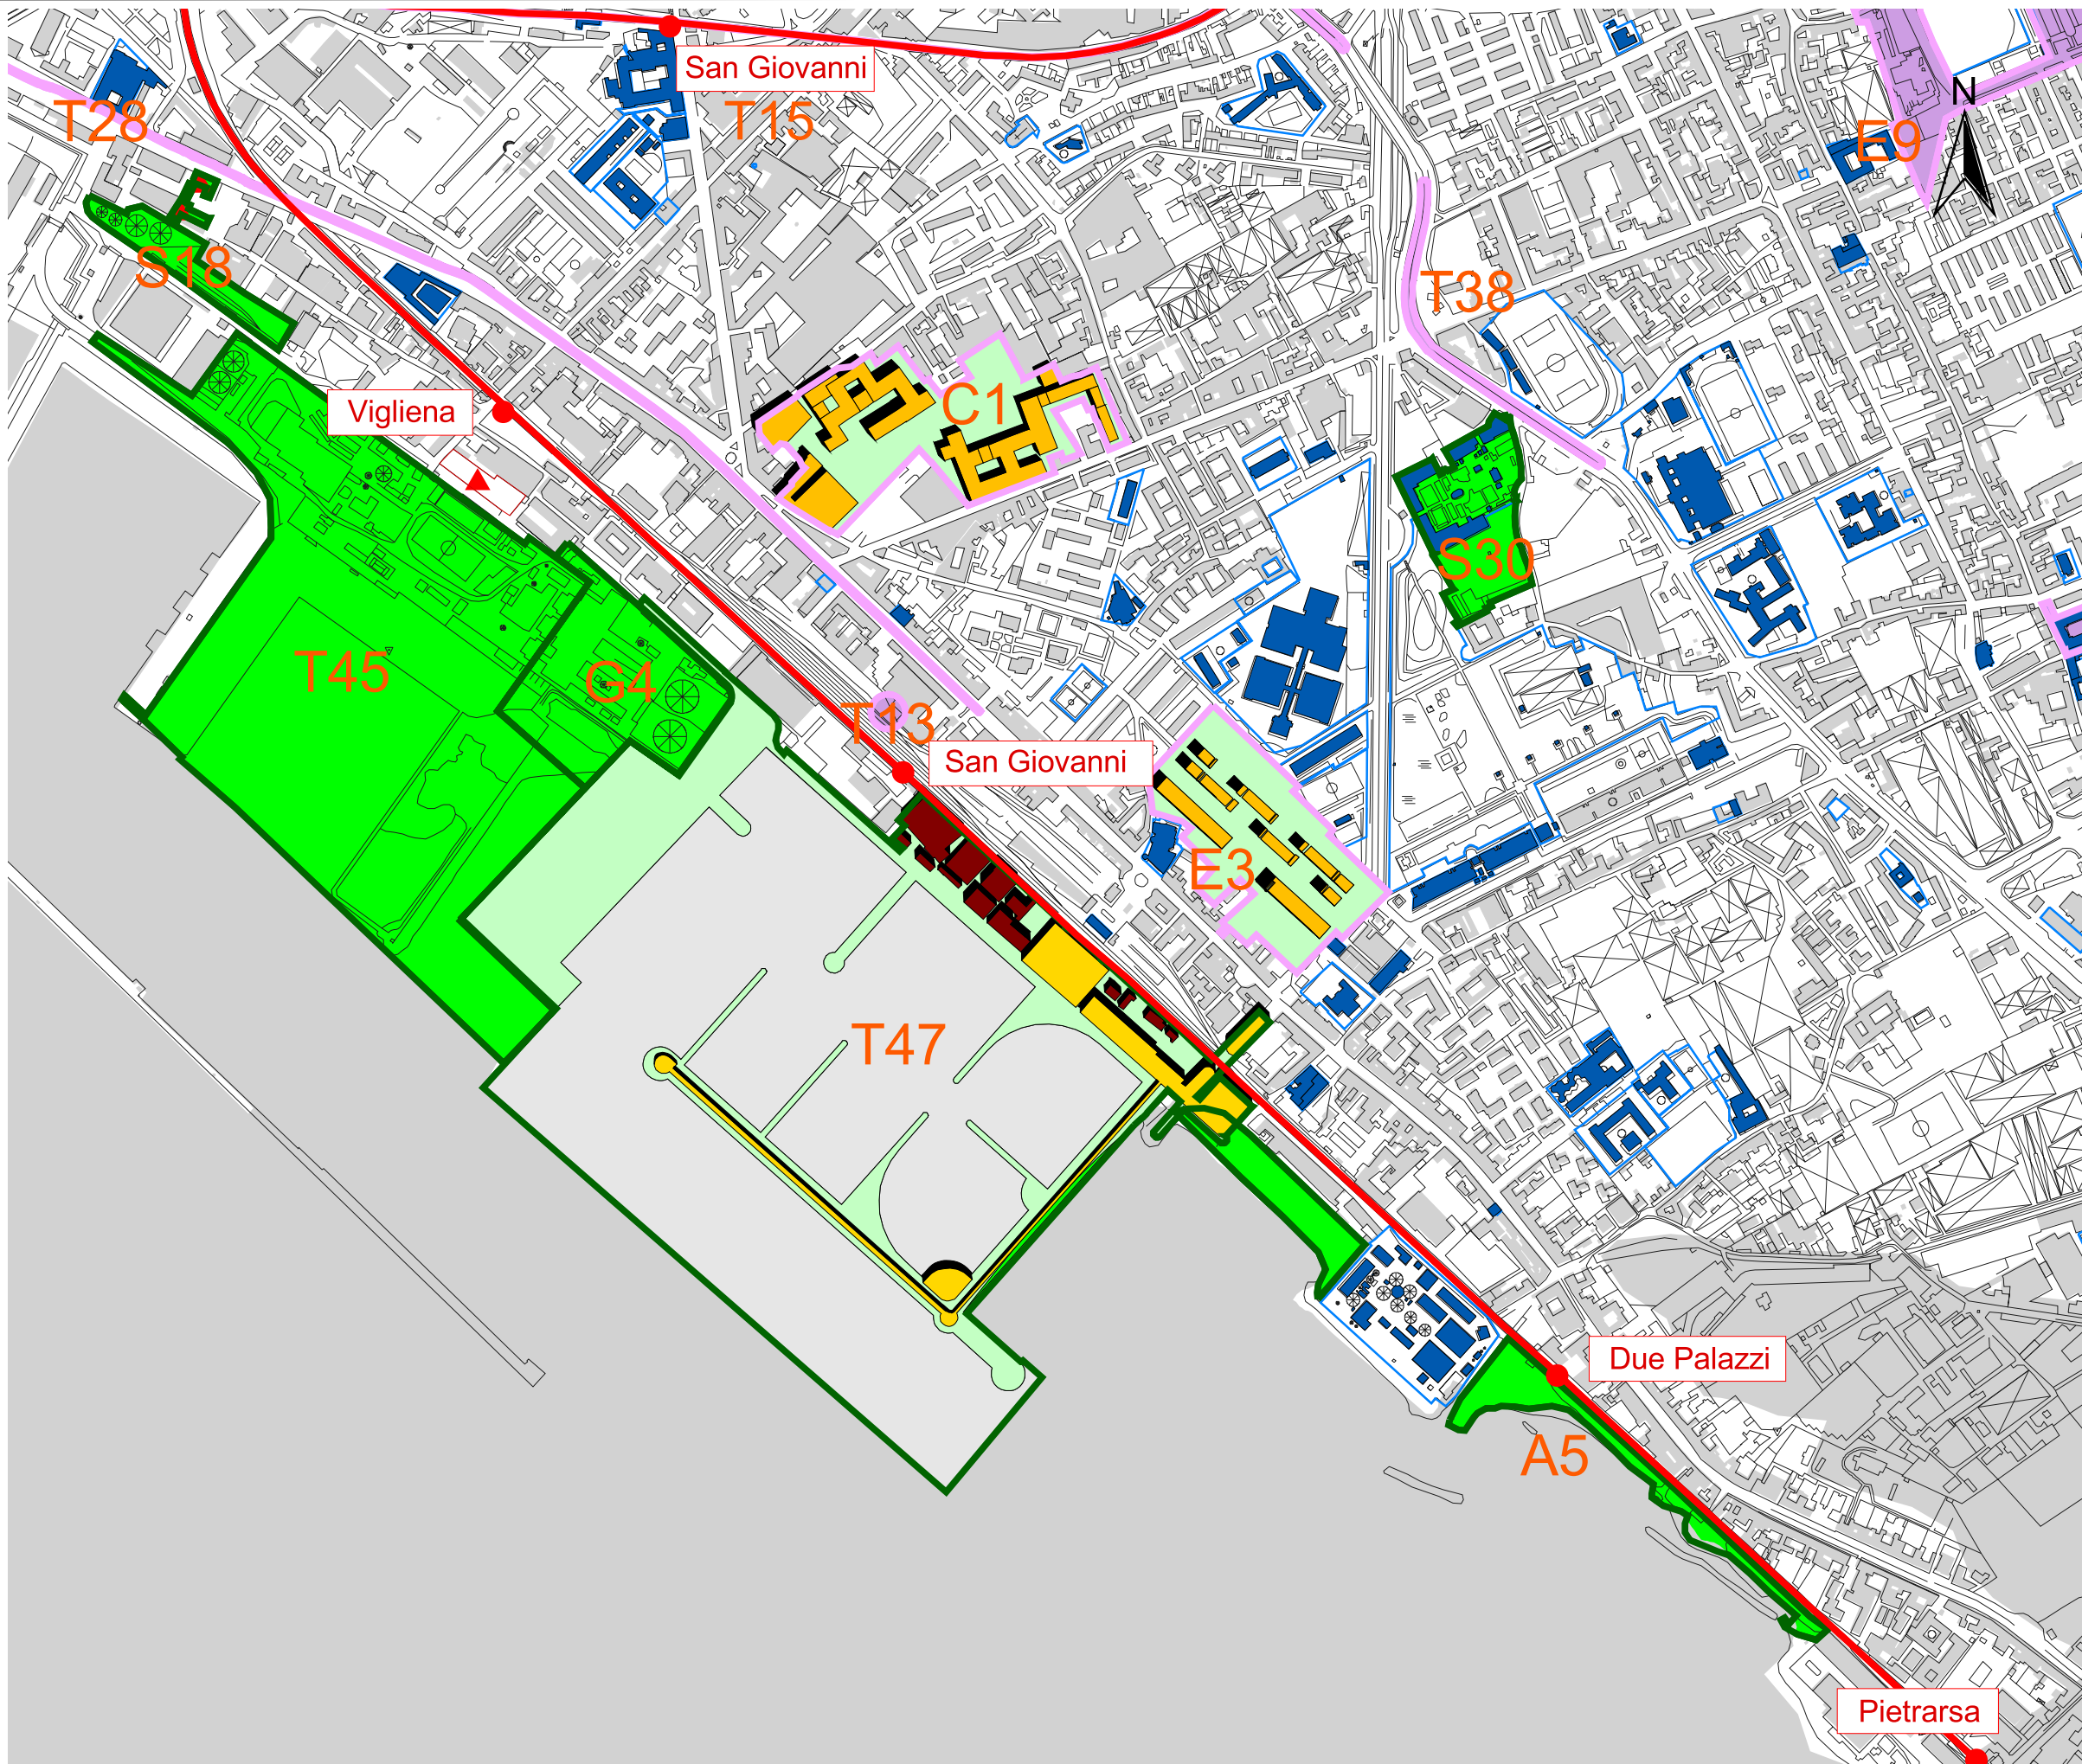 San Giovanni
N
T28
T15
E9
S18
T38
Vigliena
C1
S30
T45
G4
T13
San Giovanni
E3
T47
Due Palazzi
A5
Pietrarsa